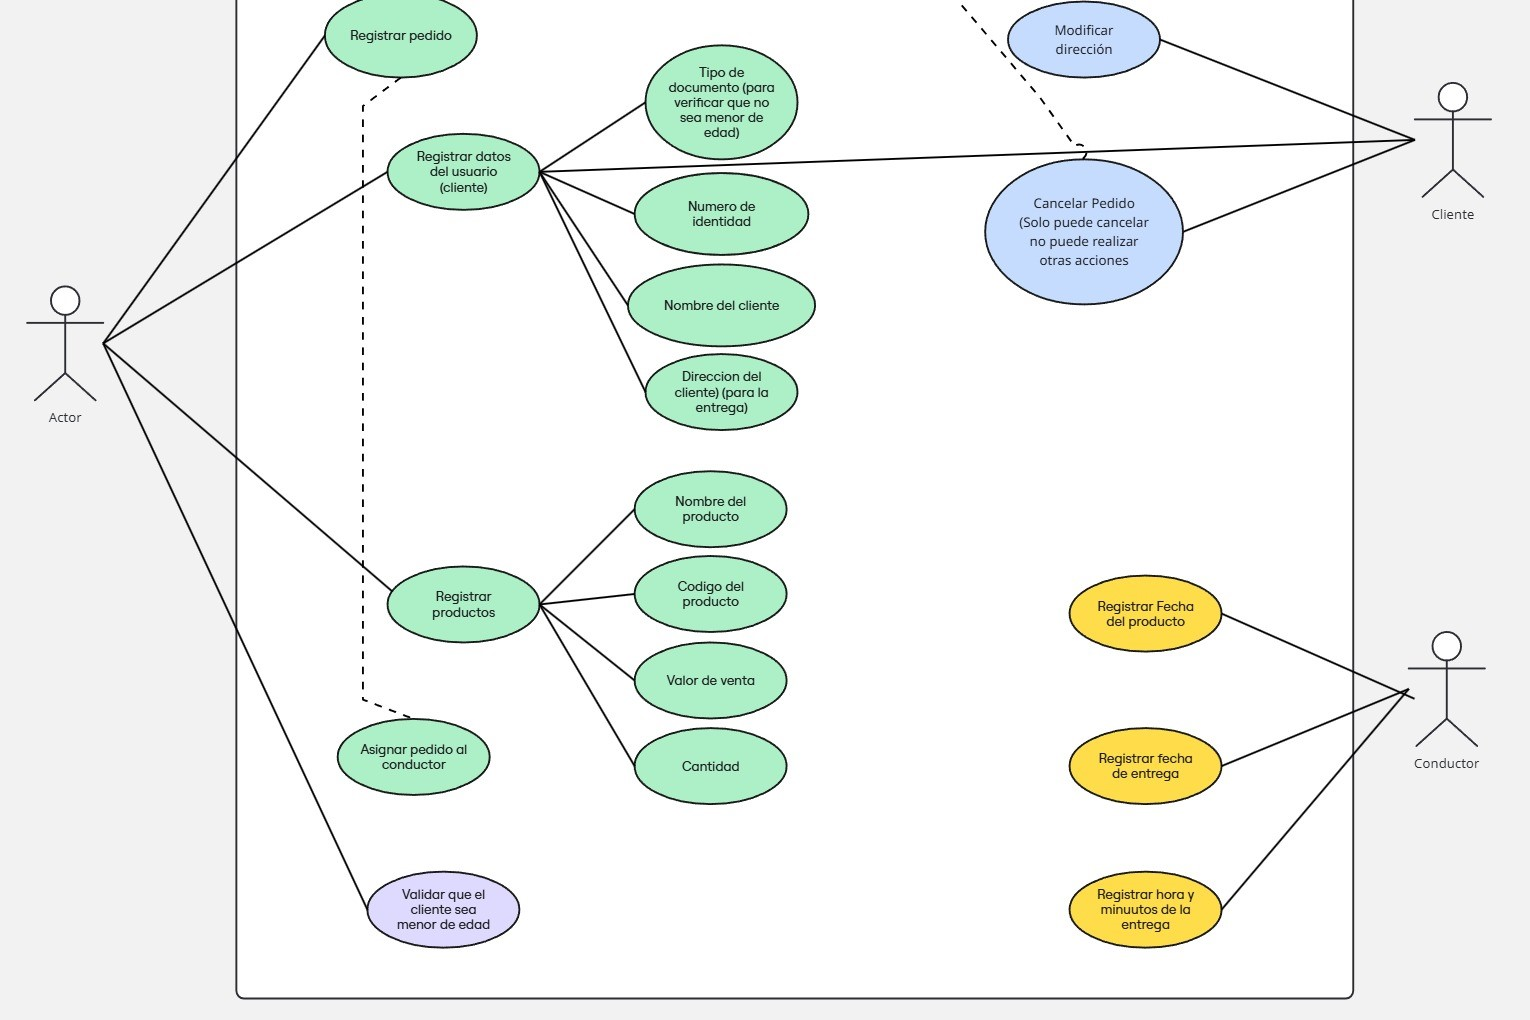 Registrar pedido
Modificar
dirección
Tipo de
documento (para
verificar que no
sea menor de
edad)
Registrar datos
del usuario
(cliente)
Numero de
identidad
Cancelar Pedido
(Solo puede cancelar
no puede realizar
otras acciones
Cliente
Nombre del cliente
Direccion del
cliente) (para la
entrega)
Actor
Nombre del
producto
Codigo del
producto
Registrar
productos
Registrar Fecha
del producto
Valor de venta
Asignar pedido al
conductor
Cantidad
Registrar fecha
de entrega
Conductor
Validar que el
cliente sea
menor de edad
Registrar hora y
minuutos de la
entrega